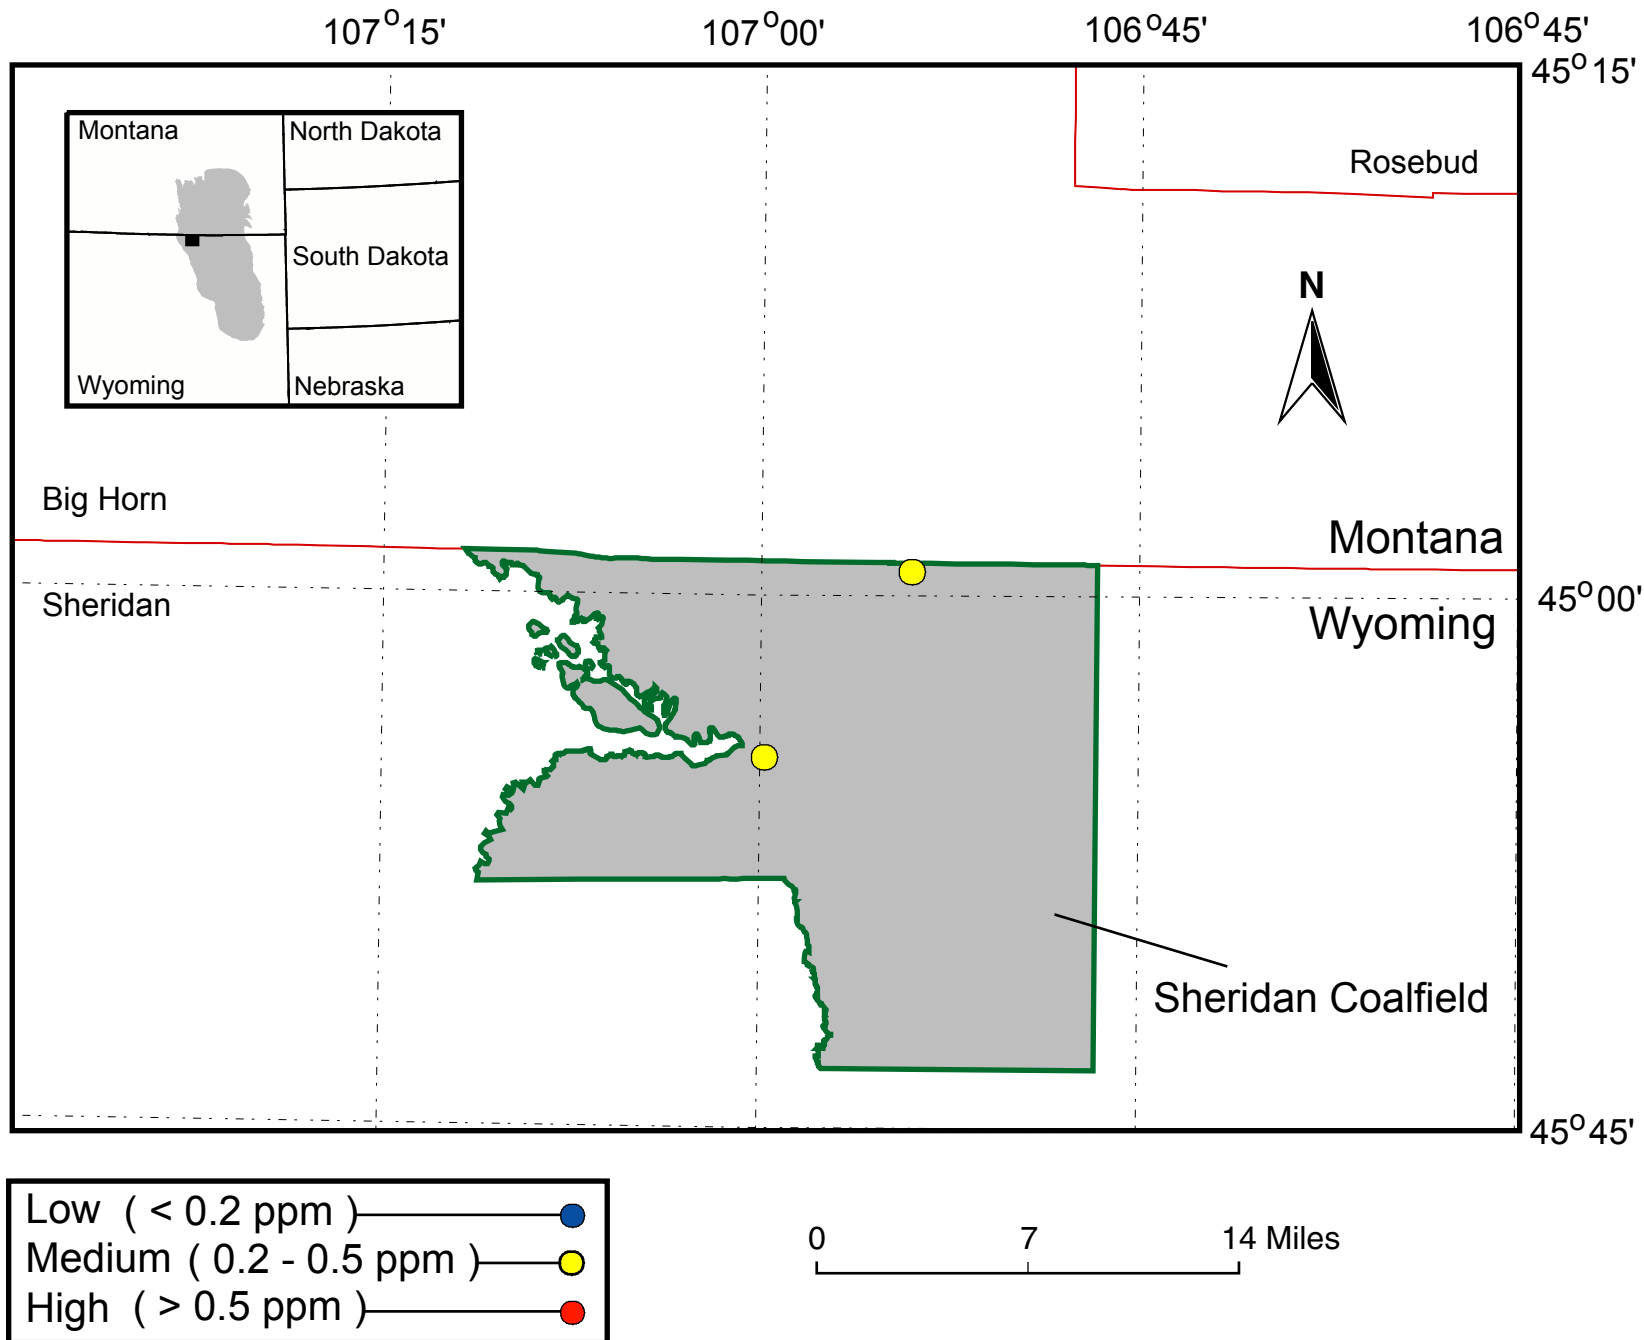 107°15' 107°00' 106°45' 106°45'
45°15'
Montana North Dakota
South Dakota
Wyoming Nebraska
Rosebud
N
Big Horn
Montana
Sheridan
45°00'
Wyoming
Sheridan Coalfield
45°45'
Low ( < 0.2 ppm )
Medium ( 0.2 - 0.5 ppm )
High ( > 0.5 ppm )
0 7 14 Miles